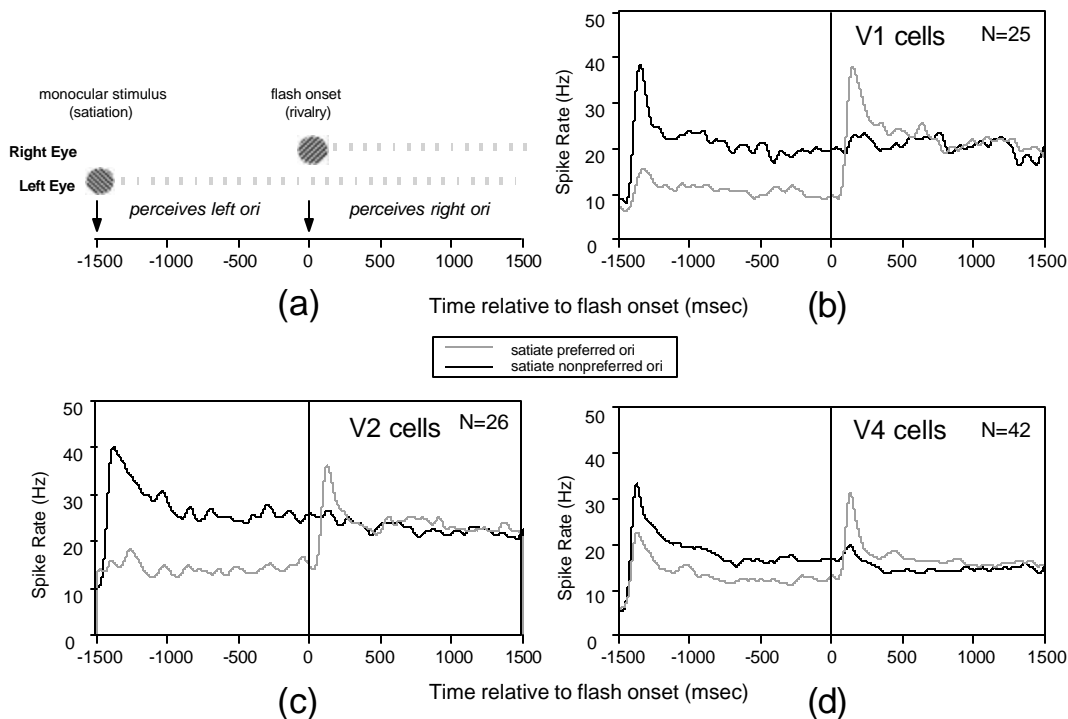 monocular stimulus
(satiation)
flash onset
(rivalry)
Right Eye
Left Eye
perceives left ori
perceives right ori
-1500 -1000 -500 0 500 1000 1500
(a)
50
40
30
20
10
0
Spike Rate (Hz)
V1 cells N=25
-1500 -1000 -500 0 500 1000 1500
(b)
Time relative to flash onset (msec)
satiate preferred ori
satiate nonpreferred ori
50
40
30
20
10
0
Spike Rate (Hz)
V2 cells N=26
-1500 -1000 -500 0 500 1000 1500
(c)
50
40
30
20
10
0
Spike Rate (Hz)
V4 cells N=42
-1500 -1000 -500 0 500 1000 1500
(d)
Time relative to flash onset (msec)